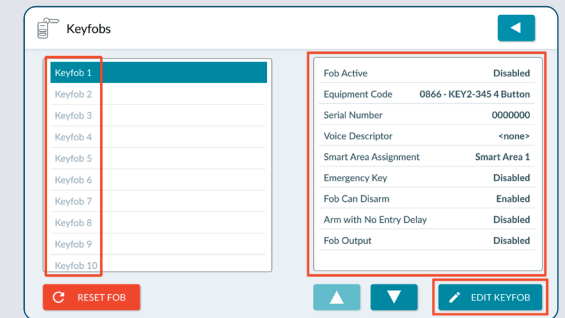 Keyfobs
Keyfob 1
Keyfob 2
Keyfob 3
Keyfob 4
Keyfob 5
Keyfob 6
Keyfob 7
Keyfob 8
Keyfob 9
Keyfob 10
RESET FOB
Fob Active Disabled
Equipment Code 0866 - KEY2-345 4 Button
Serial Number 0000000
Voice Descriptor <none>
Smart Area Assignment Smart Area 1
Emergency Key Disabled
Fob Can Disarm Enabled
Arm with No Entry Delay Disabled
Fob Output Disabled
EDIT KEYFOB